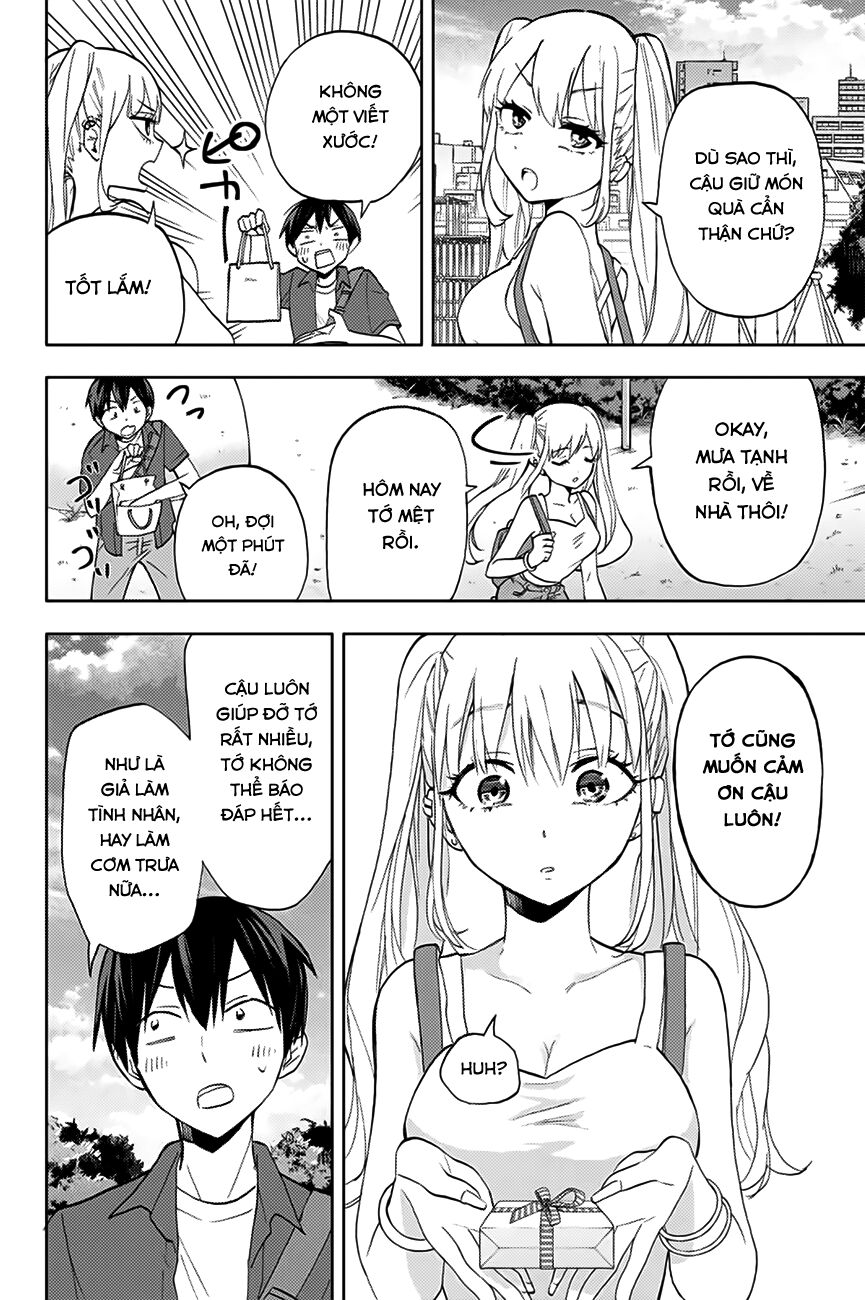 DÙ SAO THÌ,
CẬU GIỮ MÓN
QUÀ CẨN
THẬN CHỨ?
KHÔNG
MỘT VIẾT
XƯỚC!
ピカー
TỐT LẮM!
OKAY,
MƯA TẠNH
RỒI, VỀ
NHÀ THÔI!
HÔM NAY
TỚ MỆT
RỒI.
OH, ĐỢI
MỘT PHÚT
ĐÃ!
TỚ CŨNG
MUỐN CẢM
ƠN CẬU
LUÔN!
HUH?
CẬU LUÔN
GIÚP ĐỠ TỚ
RẤT NHIỀU,
TỚ KHÔNG
THỂ BÁO
ĐÁP HẾT...
NHƯ LÀ
GIẢ LÀM
TÌNH NHÂN,
HAY LÀM
CƠM TRƯA
NỮA...